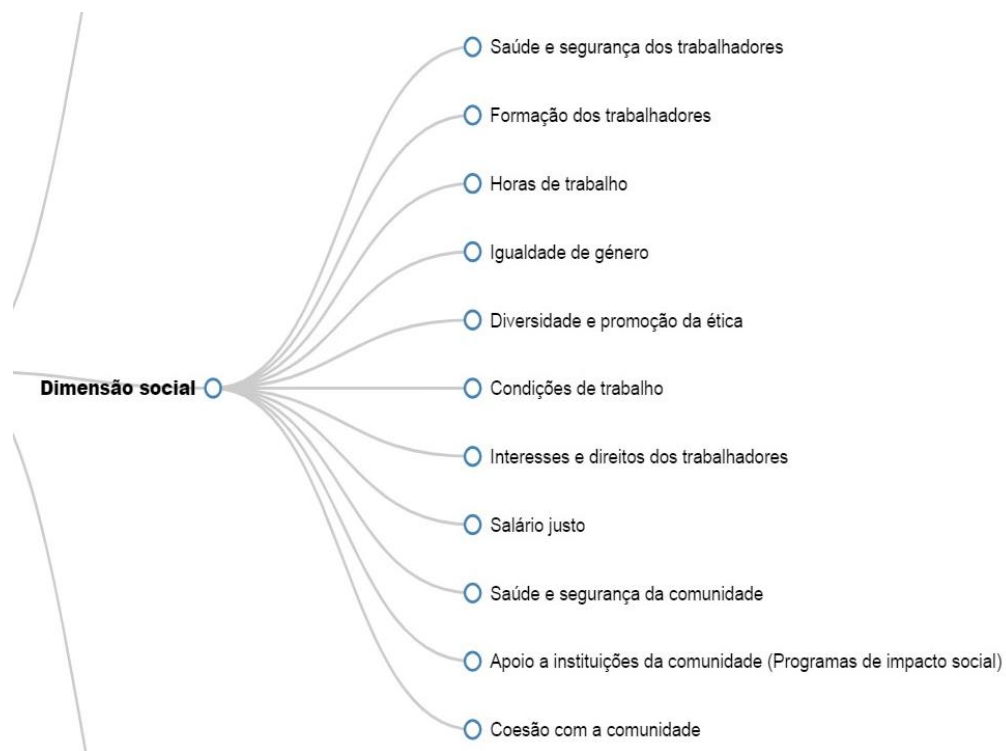 Saúde e segurança dos trabalhadores
Formação dos trabalhadores
Horas de trabalho
Igualdade de género
Diversidade e promoção da ética
Dimensão social
Condições de trabalho
Interesses e direitos dos trabalhadores
Salário justo
Saúde e segurança da comunidade
Apoio a instituições da comunidade (Programas de impacto social)
Coesão com a comunidade